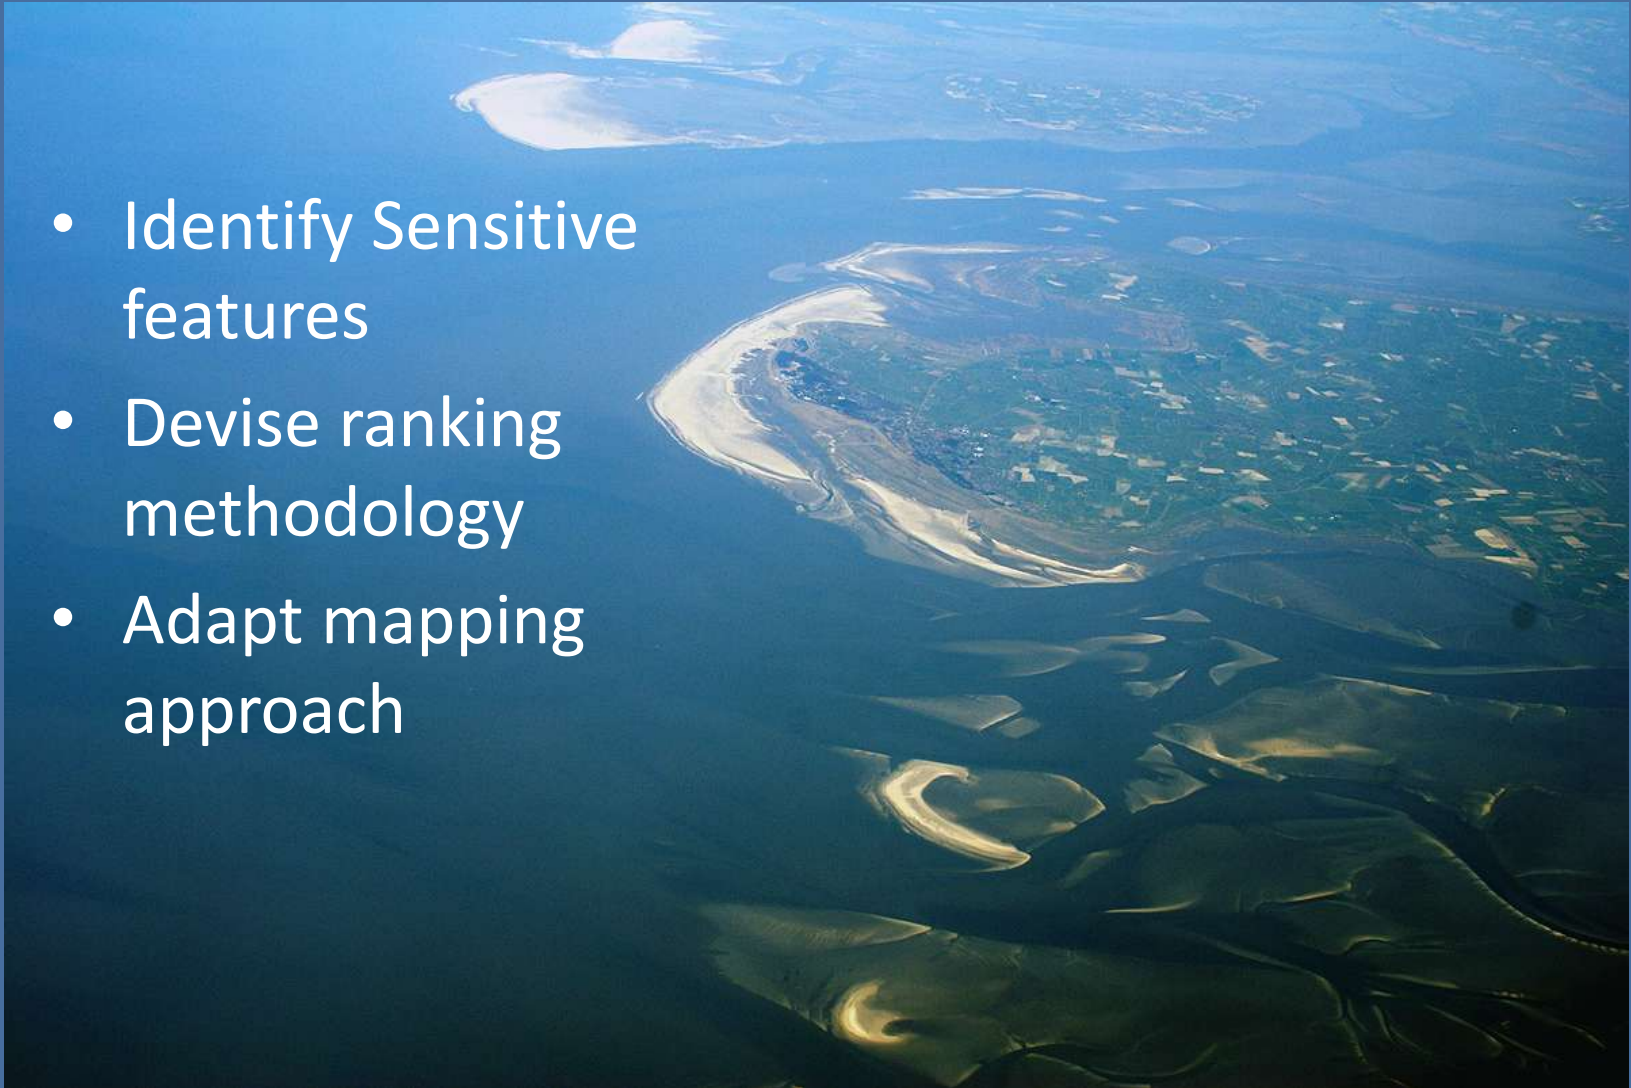 • Identify Sensitive
features
• Devise ranking
methodology
• Adapt mapping
approach